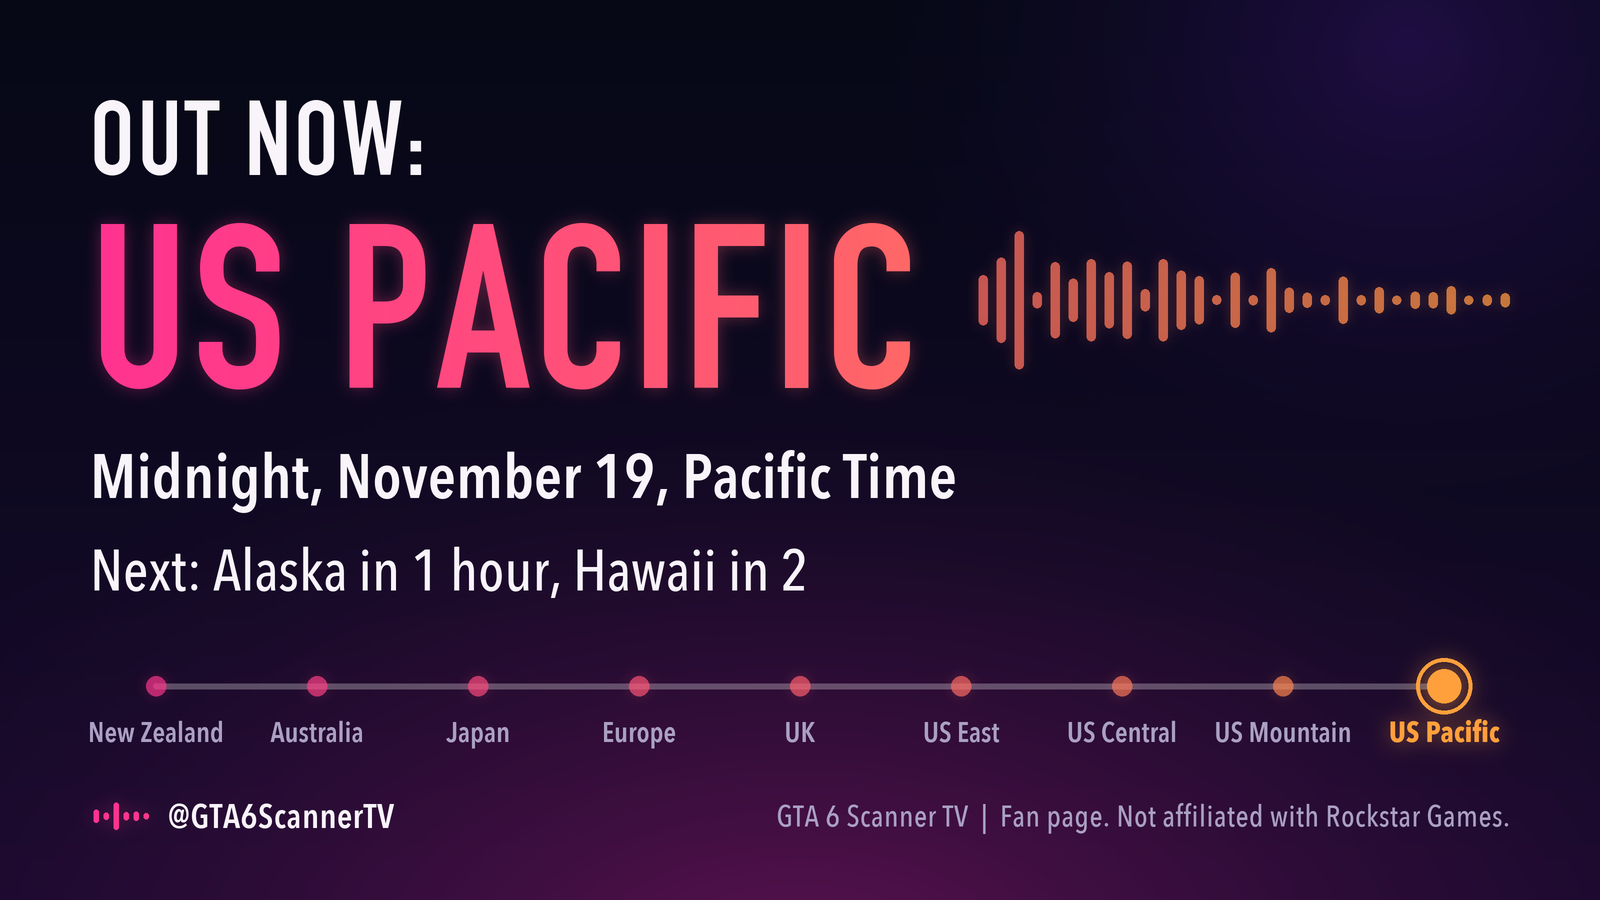 OUT NOW:
US PACIFIC
Midnight, November 19, Pacific Time
Next: Alaska in 1 hour, Hawaii in 2
New Zealand Australia Japan Europe UK US East US Central US Mountain US Pacific
@GTA6ScannerTV
GTA 6 Scanner TV | Fan page. Not affiliated with Rockstar Games.